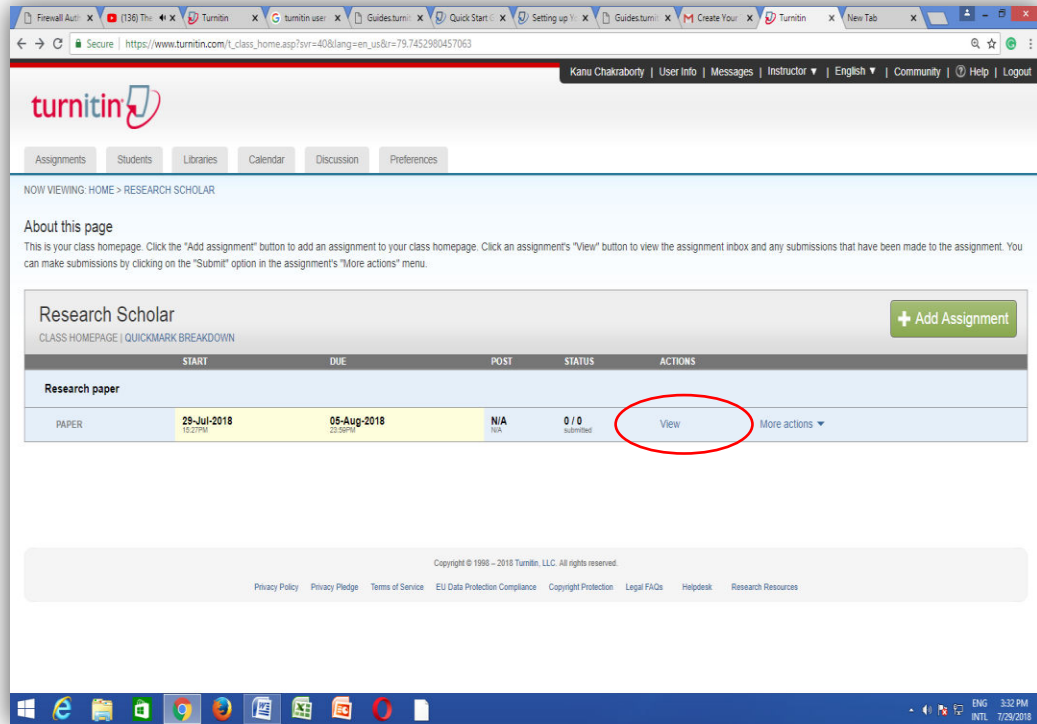 Firewall Auth
(136) The
Turnitin
turnitin user
Guides.turnit
Quick Start G
Setting up Y
Guides.turnit
Create Your
Turnitin
New Tab
Secure | https://www.turnitin.com/t_class_home.asp?svr=40&lang=en_us&r=79.7452980457063
Kanu Chakraborty | User Info | Messages | Instructor ▼ | English ▼ | Community | ? Help | Logout
turnitin
Assignments Students Libraries Calendar Discussion Preferences
NOW VIEWING: HOME > RESEARCH SCHOLAR
About this page
This is your class homepage. Click the "Add assignment" button to add an assignment to your class homepage. Click an assignment's "View" button to view the assignment inbox and any submissions that have been made to the assignment. You
can make submissions by clicking on the "Submit" option in the assignment's "More actions" menu.
Research Scholar
+ Add Assignment
CLASS HOMEPAGE | QUICKMARK BREAKDOWN
START DUE POST STATUS ACTIONS
Research paper
PAPER 29-Jul-2018 05-Aug-2018 N/A 0 / 0 View More actions ▼
15:27PM 23:59PM N/A submitted
Copyright © 1998 – 2018 Turnitin, LLC. All rights reserved.
Privacy Policy Privacy Pledge Terms of Service EU Data Protection Compliance Copyright Protection Legal FAQs Helpdesk Research Resources
ENG 3:32 PM
INTL 7/29/2018